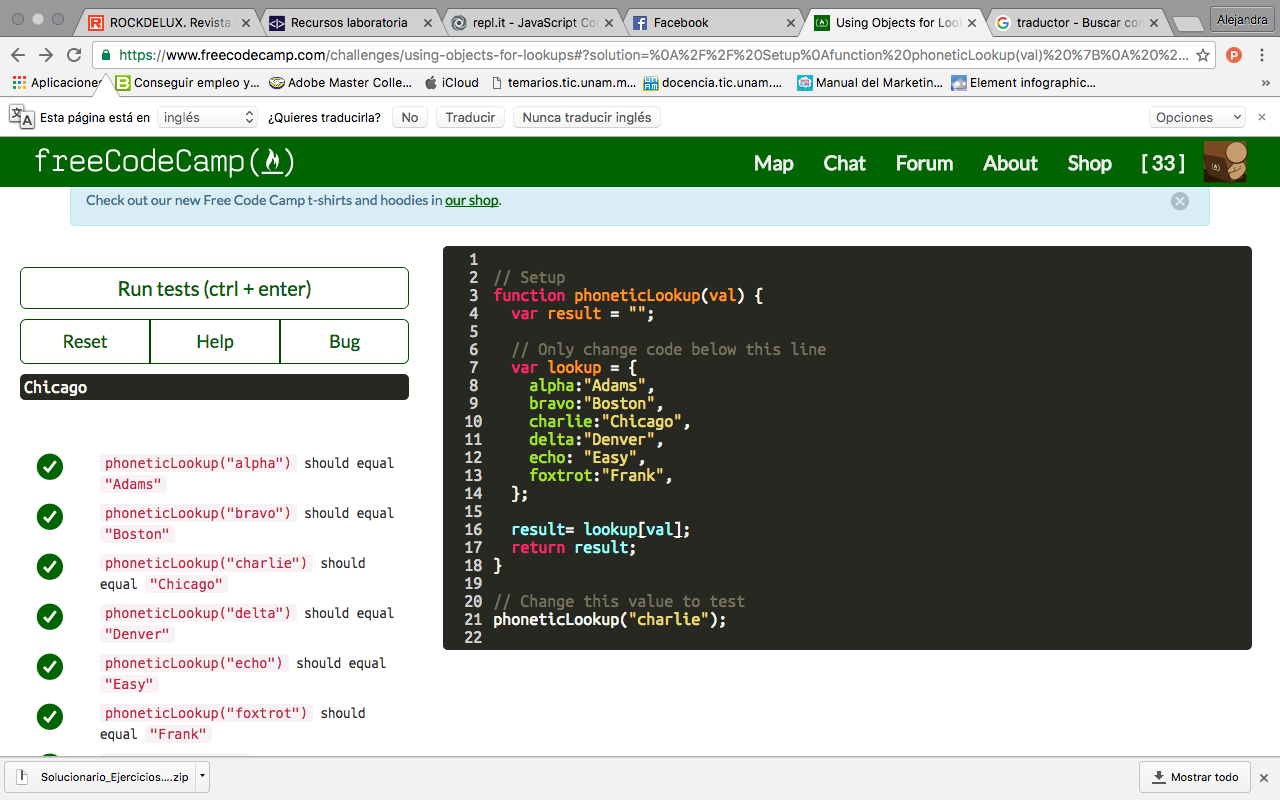 ROCKDELUX. Revista
Recursos laboratoria
repl.it - JavaScript Co
Facebook
Using Objects for Look
traductor - Buscar con
Alejandra
https://www.freecodecamp.com/challenges/using-objects-for-lookups#?solution=%0A%2F%2F%20Setup%0Afunction%20phoneticLookup(val)%20%7B%0A%20%2...
Aplicaciones
Conseguir empleo y...
Adobe Master Colle...
iCloud
temarios.tic.unam.m...
docencia.tic.unam....
Manual del Marketin...
Element infographic...
»
Esta página está en
inglés
¿Quieres traducirla?
No
Traducir
Nunca traducir inglés
Opciones
freeCodeCamp
Map
Chat
Forum
About
Shop
[ 33 ]
Check out our new Free Code Camp t-shirts and hoodies in our shop.
Run tests (ctrl + enter)
Reset
Help
Bug
Chicago
phoneticLookup("alpha") should equal
"Adams"
phoneticLookup("bravo") should equal
"Boston"
phoneticLookup("charlie") should
equal "Chicago"
phoneticLookup("delta") should equal
"Denver"
phoneticLookup("echo") should equal
"Easy"
phoneticLookup("foxtrot") should
equal "Frank"
1
2 // Setup
3 function phoneticLookup(val) {
4 var result = "";
5
6 // Only change code below this line
7 var lookup = {
8 alpha:"Adams",
9 bravo:"Boston",
10 charlie:"Chicago",
11 delta:"Denver",
12 echo: "Easy",
13 foxtrot:"Frank",
14 };
15
16 result= lookup[val];
17 return result;
18 }
19
20 // Change this value to test
21 phoneticLookup("charlie");
22
Solucionario_Ejercicios....zip
Mostrar todo